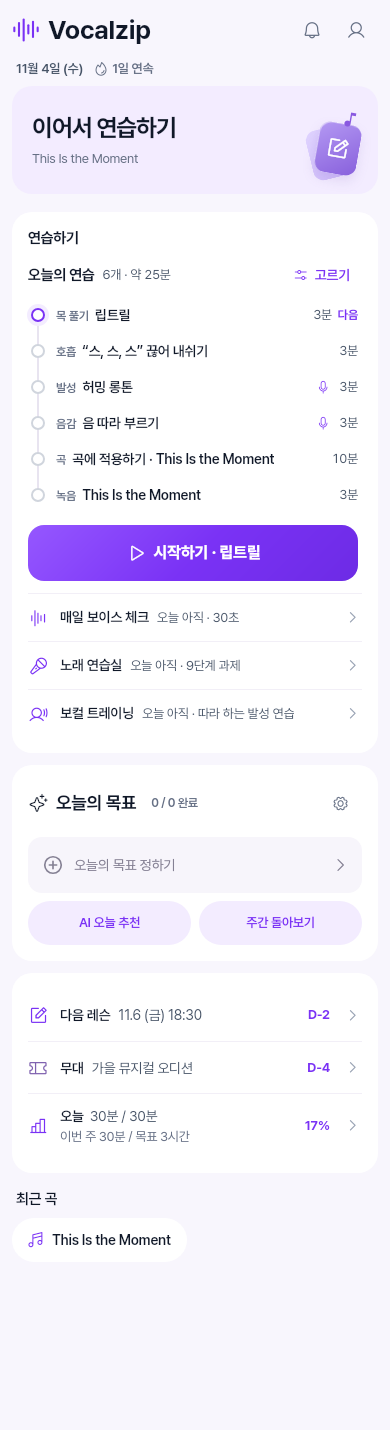 Vocalzip
11월 4일 (수) 1일 연속
이어서 연습하기
This Is the Moment
연습하기
오늘의 연습 6개 · 약 25분 고르기
목 풀기 립트릴 3분 다음
호흡 “스, 스, 스” 끊어 내쉬기 3분
발성 허밍 롱톤 3분
음감 음 따라 부르기 3분
곡 곡에 적용하기 · This Is the Moment 10분
녹음 This Is the Moment 3분
시작하기 · 립트릴
매일 보이스 체크 오늘 아직 · 30초
노래 연습실 오늘 아직 · 9단계 과제
보컬 트레이닝 오늘 아직 · 따라 하는 발성 연습
오늘의 목표 0 / 0 완료
오늘의 목표 정하기
AI 오늘 추천 주간 돌아보기
다음 레슨 11.6 (금) 18:30 D-2
무대 가을 뮤지컬 오디션 D-4
오늘 30분 / 30분 17%
이번 주 30분 / 목표 3시간
최근 곡
This Is the Moment